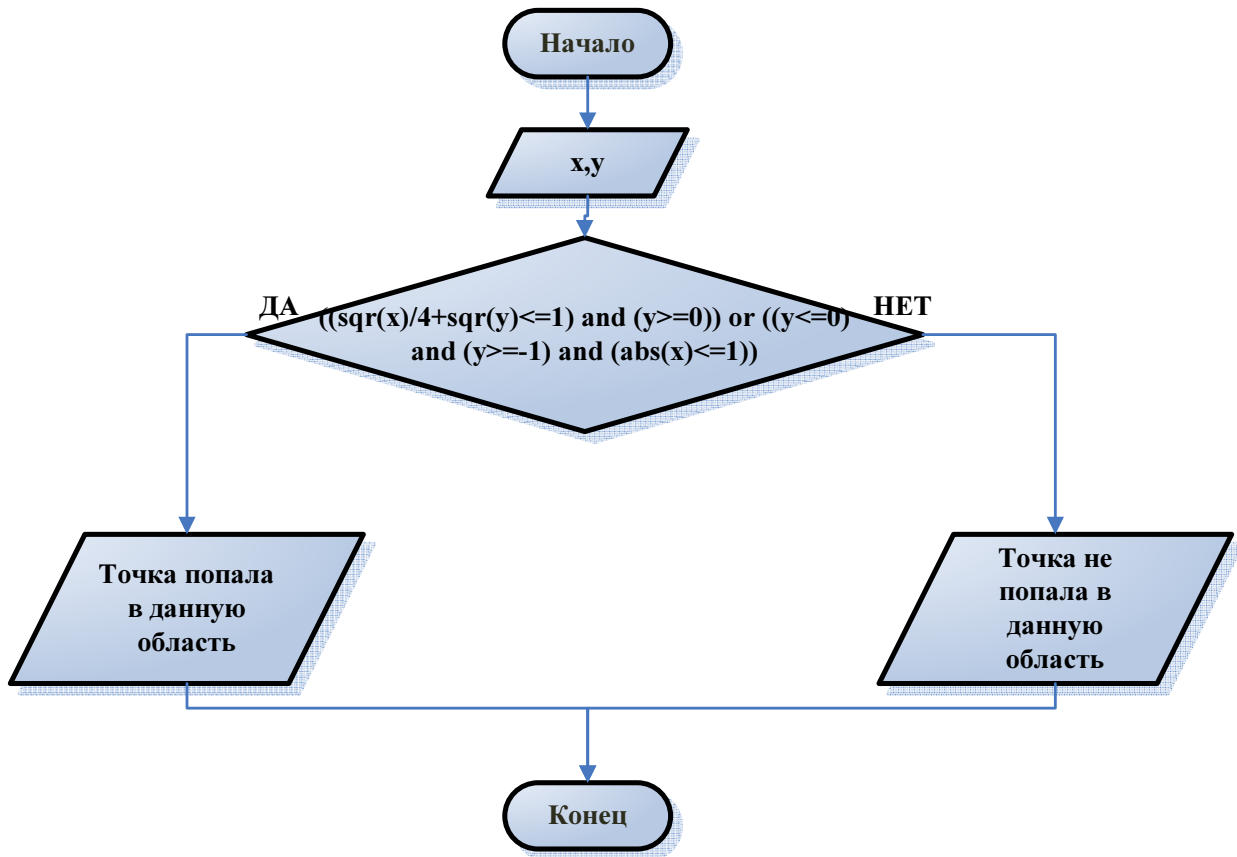 Начало
x,y
ДА
НЕТ
((sqr(x)/4+sqr(y)<=1) and (y>=0)) or ((y<=0)
and (y>=-1) and (abs(x)<=1))
Точка попала
в данную
область
Точка не
попала в
данную
область
Конец